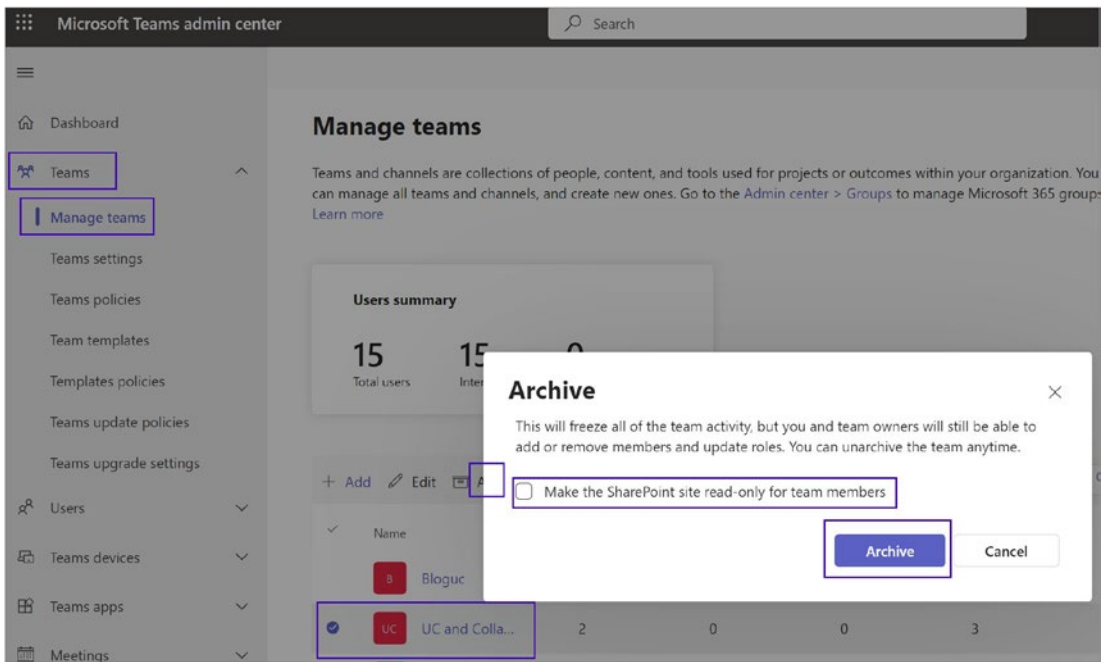 Microsoft Teams admin center
Search
Dashboard
Teams
Manage teams
Teams settings
Teams policies
Team templates
Templates policies
Teams update policies
Teams upgrade settings
Users
Teams devices
Teams apps
Meetings
Manage teams
Teams and channels are collections of people, content, and tools used for projects or outcomes within your organization. You
can manage all teams and channels, and create new ones. Go to the Admin center > Groups to manage Microsoft 365 groups
Learn more
Users summary
15 15 0
Total users Inter
+ Add Edit A
Name
B Bloguc
UC UC and Colla... 2 0 0 3
Archive
This will freeze all of the team activity, but you and team owners will still be able to
add or remove members and update roles. You can unarchive the team anytime.
Make the SharePoint site read-only for team members
Archive Cancel